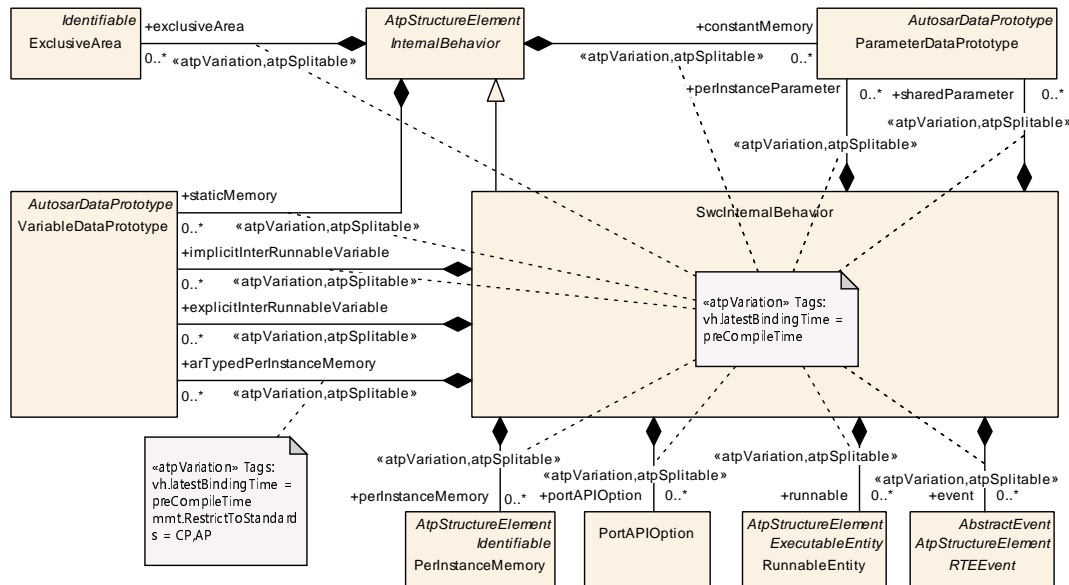 Identifiable
ExclusiveArea
+exclusiveArea
0..*
«atpVariation,atpSplitable»
AtpStructureElement
InternalBehavior
+constantMemory
«atpVariation,atpSplitable»
0..*
AutosarDataPrototype
ParameterDataPrototype
+perInstanceParameter
0..*
+sharedParameter
0..*
«atpVariation,atpSplitable»
«atpVariation,atpSplitable»
AutosarDataPrototype
VariableDataPrototype
+staticMemory
0..*
«atpVariation,atpSplitable»
+implicitInterRunnableVariable
0..*
«atpVariation,atpSplitable»
+explicitInterRunnableVariable
0..*
«atpVariation,atpSplitable»
+arTypedPerInstanceMemory
0..*
«atpVariation,atpSplitable»
SwcInternalBehavior
«atpVariation» Tags:
vh.latestBindingTime =
preCompileTime
«atpVariation» Tags:
vh.latestBindingTime =
preCompileTime
mmt.RestrictToStandard
s = CP,AP
«atpVariation,atpSplitable»
+perInstanceMemory
0..*
«atpVariation,atpSplitable»
+portAPIOption
0..*
«atpVariation,atpSplitable»
+runnable
0..*
«atpVariation,atpSplitable»
+event
0..*
AtpStructureElement
Identifiable
PerInstanceMemory
PortAPIOption
AtpStructureElement
ExecutableEntity
RunnableEntity
AbstractEvent
AtpStructureElement
RTEEvent